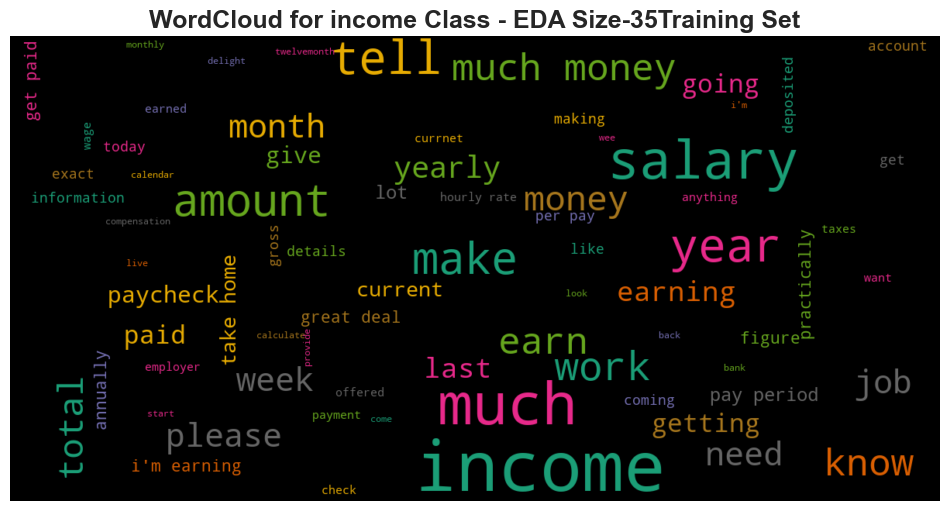 WordCloud for income Class - EDA Size-35Training Set
monthly
delight
twelvemonth
tell
much money
going
account
get paid
deposited
i'm
earned
wage
today
month
give
making
currnet
wee
salary
get
exact
calendar
information
amount
yearly
lot
hourly rate
money
per pay
anything
compensation
gross
details
make
like
year
practically
taxes
live
take home
paycheck
current
look
earning
want
great deal
paid
calculate
provide
earn
back
figure
annually
employer
week
offered
last
work
bank
coming
pay period
job
total
start
payment
come
much
getting
please
i'm earning
need
know
income
check